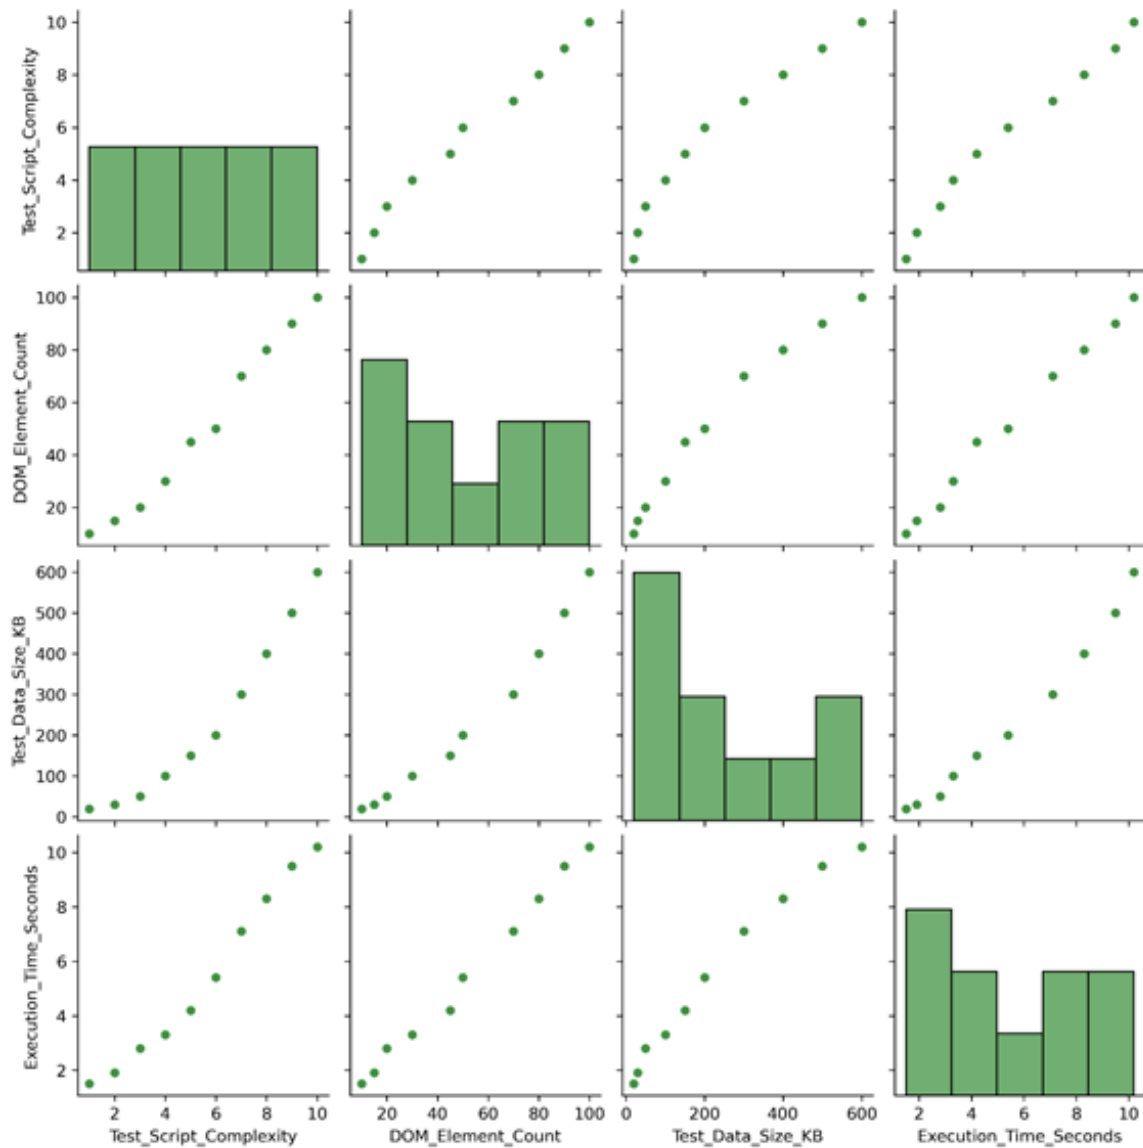 Test_Script_Complexity
10
8
6
4
2
DOM_Element_Count
100
80
60
40
20
Test_Data_Size_KB
600
500
400
300
200
100
0
Execution_Time_Seconds
10
8
6
4
2
2 4 6 8 10
20 40 60 80 100
0 200 400 600
2 4 6 8 10
Test_Script_Complexity
DOM_Element_Count
Test_Data_Size_KB
Execution_Time_Seconds